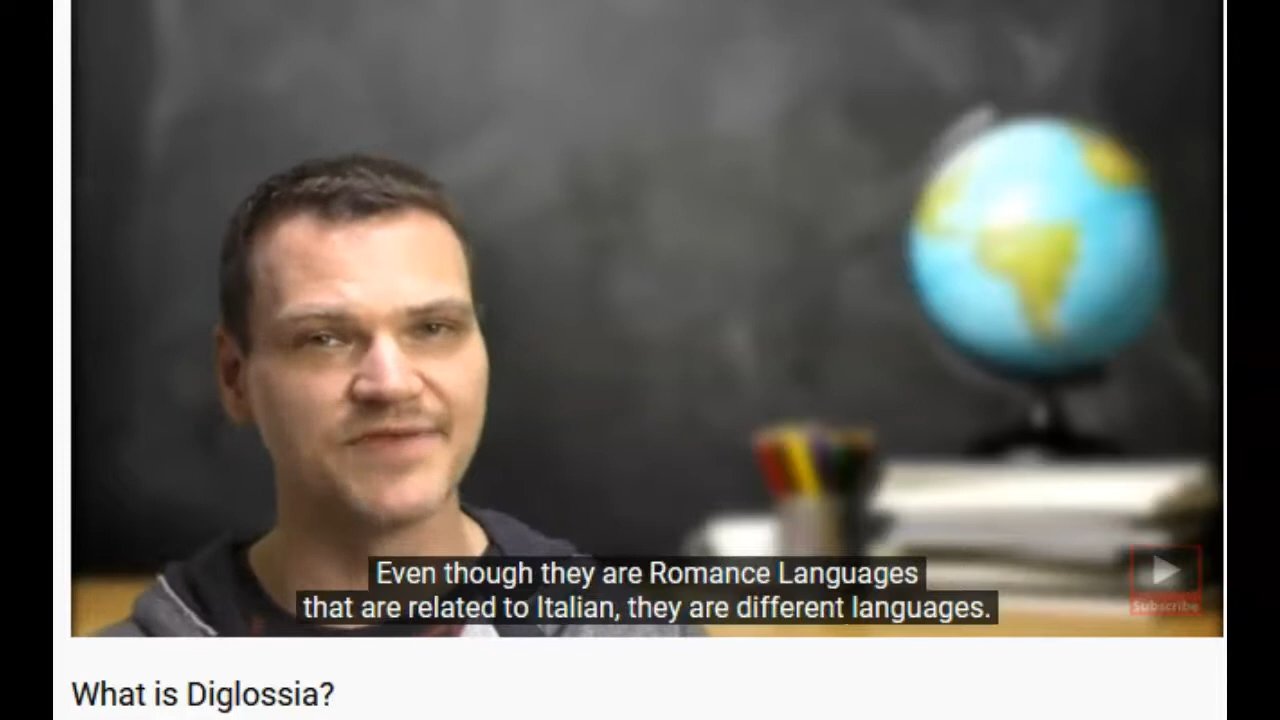 Even though they are Romance Languages
that are related to Italian, they are different languages.
Subscribe
What is Diglossia?